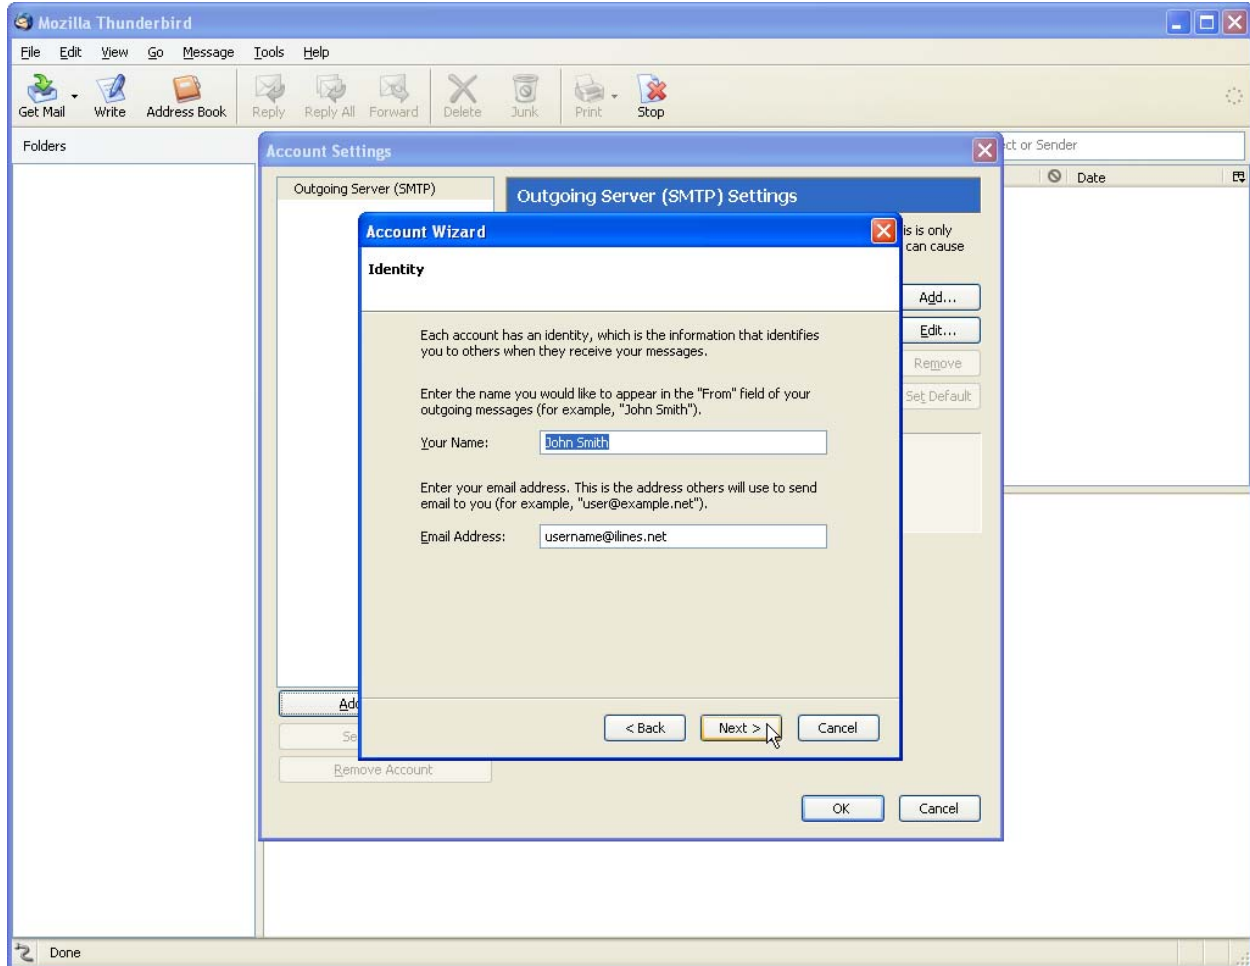 Mozilla Thunderbird
File Edit View Go Message Tools Help
Get Mail Write Address Book Reply Reply All Forward Delete Junk Print Stop
Folders
Account Settings
ct or Sender
Date
Outgoing Server (SMTP)
Outgoing Server (SMTP) Settings
is is only
can cause
Account Wizard
Identity
Add...
Edit...
Remove
Set Default
Each account has an identity, which is the information that identifies
you to others when they receive your messages.
Enter the name you would like to appear in the "From" field of your
outgoing messages (for example, "John Smith").
Your Name: John Smith
Enter your email address. This is the address others will use to send
email to you (for example, "user@example.net").
Email Address: username@ilines.net
Add
Se
Remove Account
< Back Next > Cancel
OK Cancel
Done